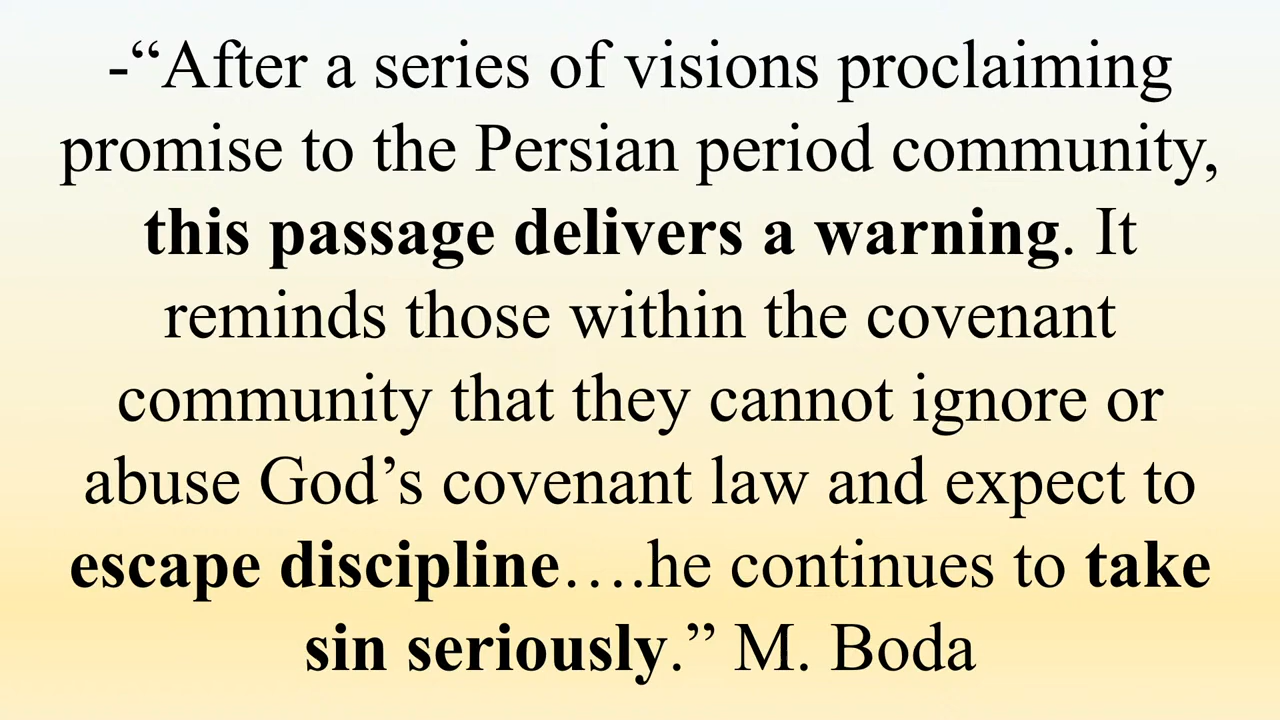 -“After a series of visions proclaiming
promise to the Persian period community,
this passage delivers a warning. It
reminds those within the covenant
community that they cannot ignore or
abuse God’s covenant law and expect to
escape discipline….he continues to take
sin seriously.” M. Boda